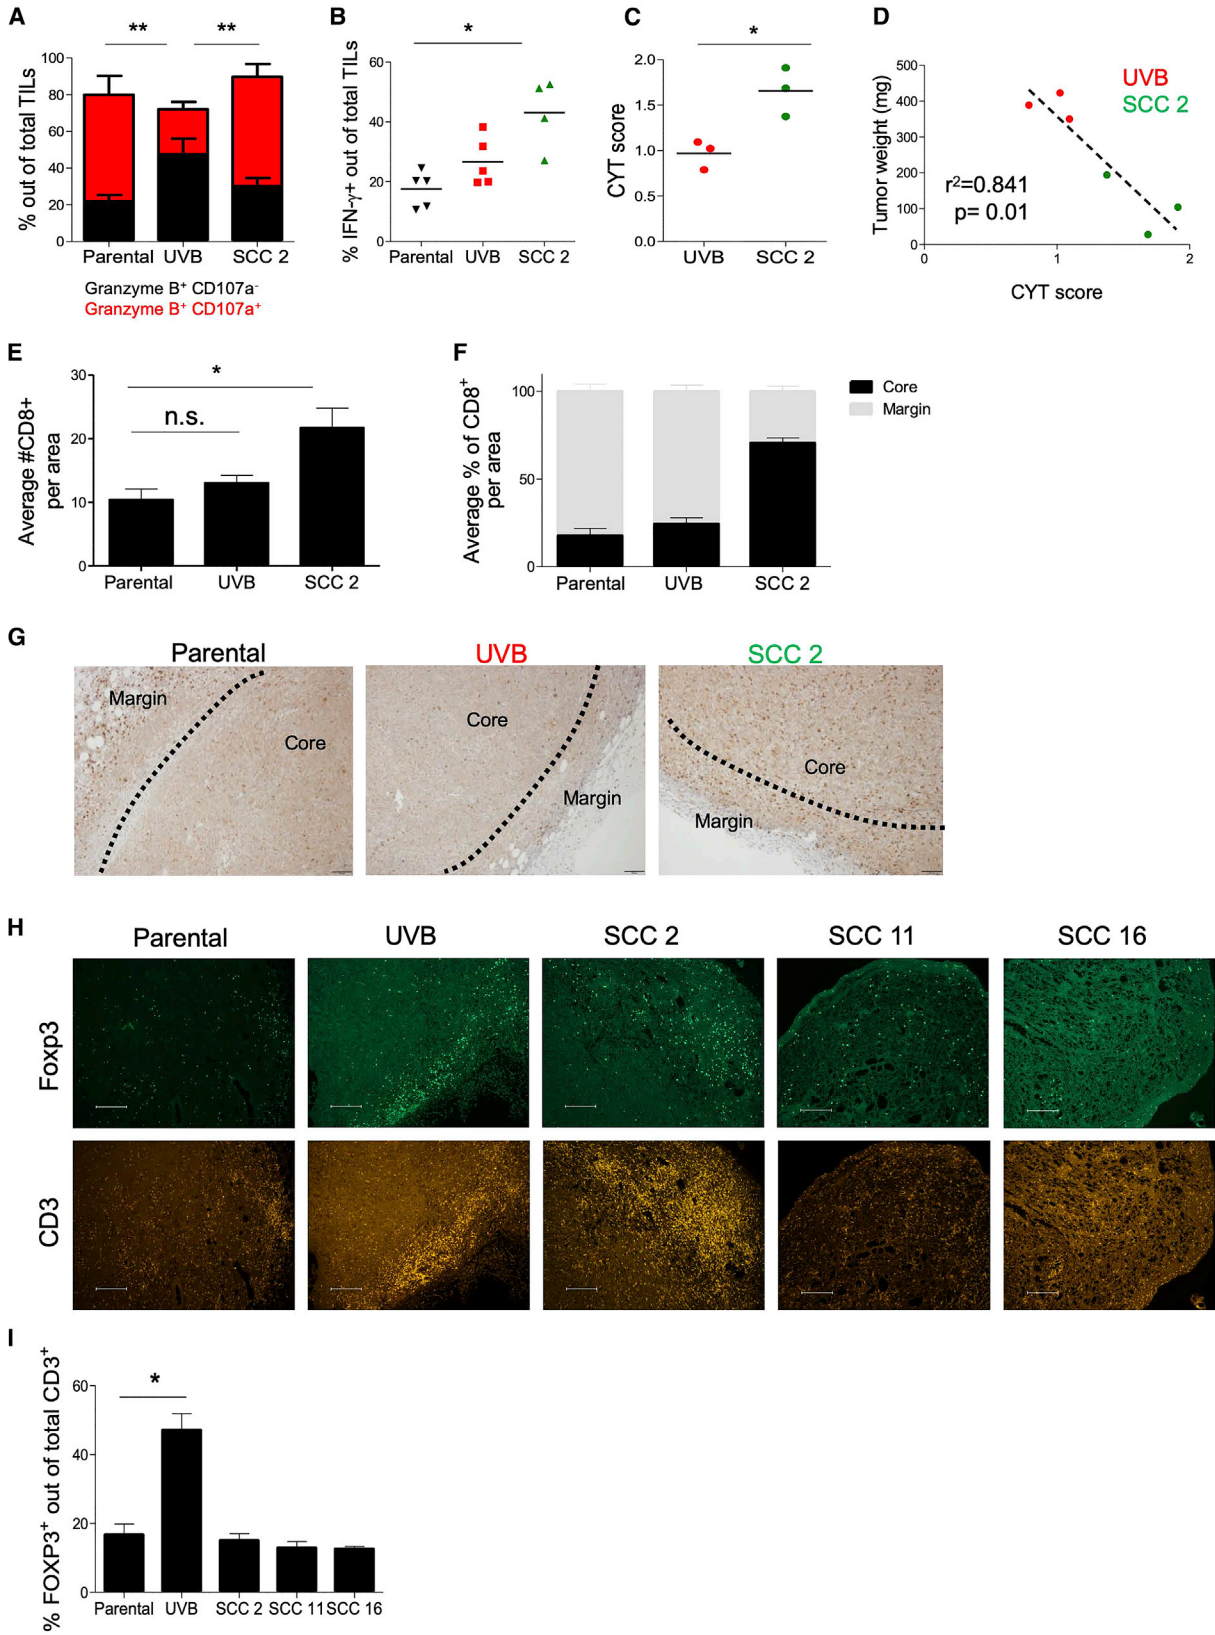 A
** **
% out of total TILs
100
80
60
40
20
0
Parental UVB SCC 2
Granzyme B⁺ CD107a⁻
Granzyme B⁺ CD107a⁺
B
*
% IFN-γ+ out of total TILs
60
40
20
0
Parental UVB SCC 2
C
*
CYT score
2.0
1.5
1.0
0.5
0.0
UVB SCC 2
D
Tumor weight (mg)
500
400
300
200
100
0
UVB
SCC 2
r²=0.841
p= 0.01
0 1 2
CYT score
E
Average #CD8+
per area
30
20
10
0
*
n.s.
Parental UVB SCC 2
F
Average % of CD8⁺
per area
100
50
0
Core
Margin
Parental UVB SCC 2
G
Parental UVB SCC 2
Margin
Core
Core
Margin
Core
Margin
H
Parental UVB SCC 2 SCC 11 SCC 16
Foxp3
CD3
I
% FOXP3⁺ out of total CD3⁺
60
40
20
0
*
Parental UVB SCC 2 SCC 11 SCC 16